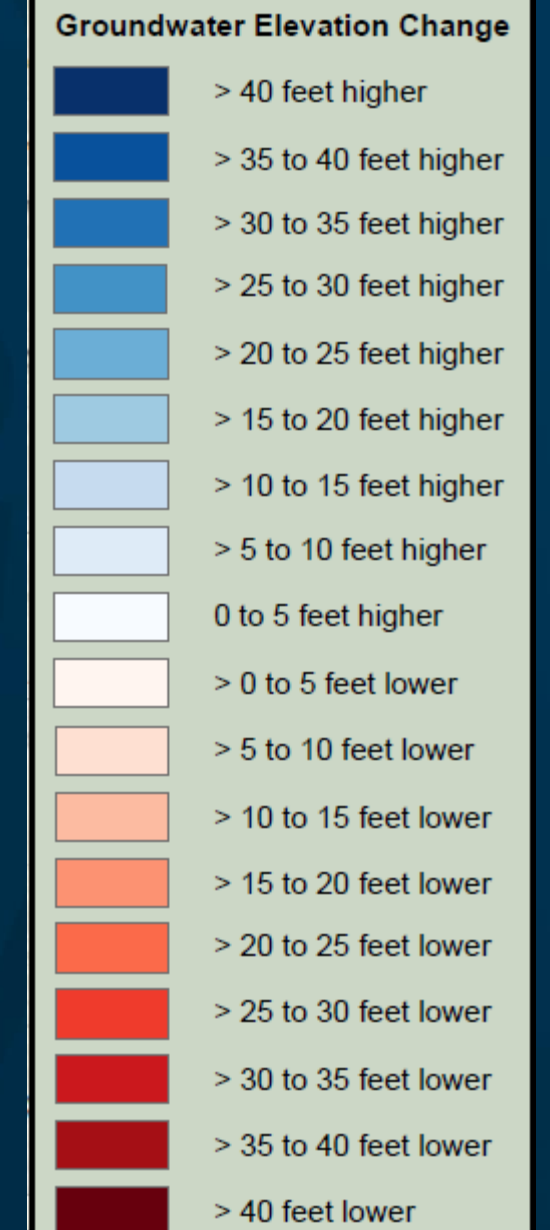 Groundwater Elevation Change
> 40 feet higher
> 35 to 40 feet higher
> 30 to 35 feet higher
> 25 to 30 feet higher
> 20 to 25 feet higher
> 15 to 20 feet higher
> 10 to 15 feet higher
> 5 to 10 feet higher
0 to 5 feet higher
> 0 to 5 feet lower
> 5 to 10 feet lower
> 10 to 15 feet lower
> 15 to 20 feet lower
> 20 to 25 feet lower
> 25 to 30 feet lower
> 30 to 35 feet lower
> 35 to 40 feet lower
> 40 feet lower